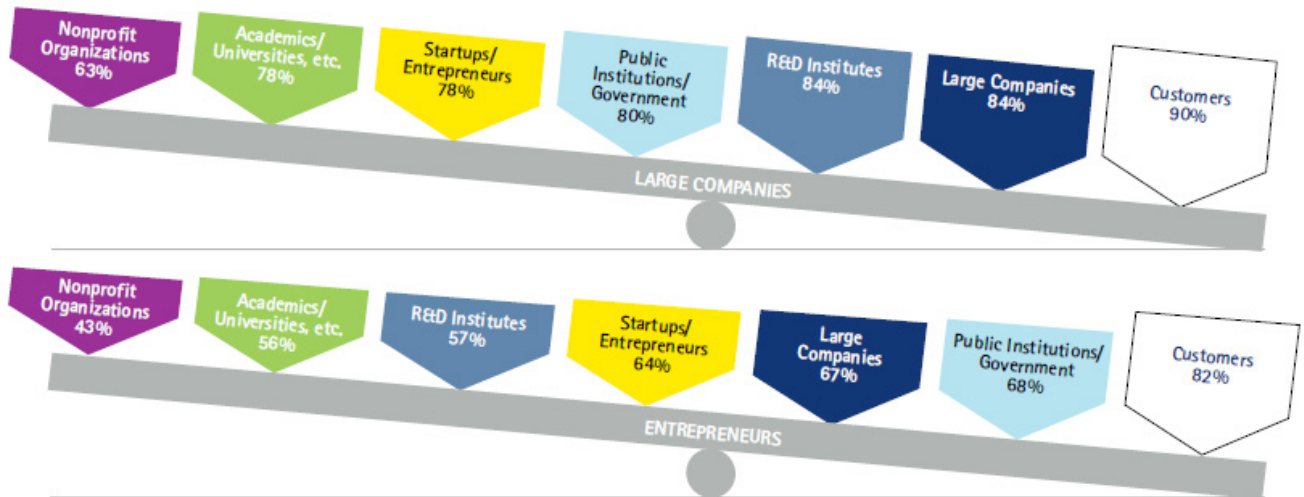 Nonprofit
Organizations
63%
Academics/
Universities, etc.
78%
Startups/
Entrepreneurs
78%
Public
Institutions/
Government
80%
R&D Institutes
84%
Large Companies
84%
Customers
90%
LARGE COMPANIES
Nonprofit
Organizations
43%
Academics/
Universities, etc.
56%
R&D Institutes
57%
Startups/
Entrepreneurs
64%
Large
Companies
67%
Public Institutions/
Government
68%
Customers
82%
ENTREPRENEURS